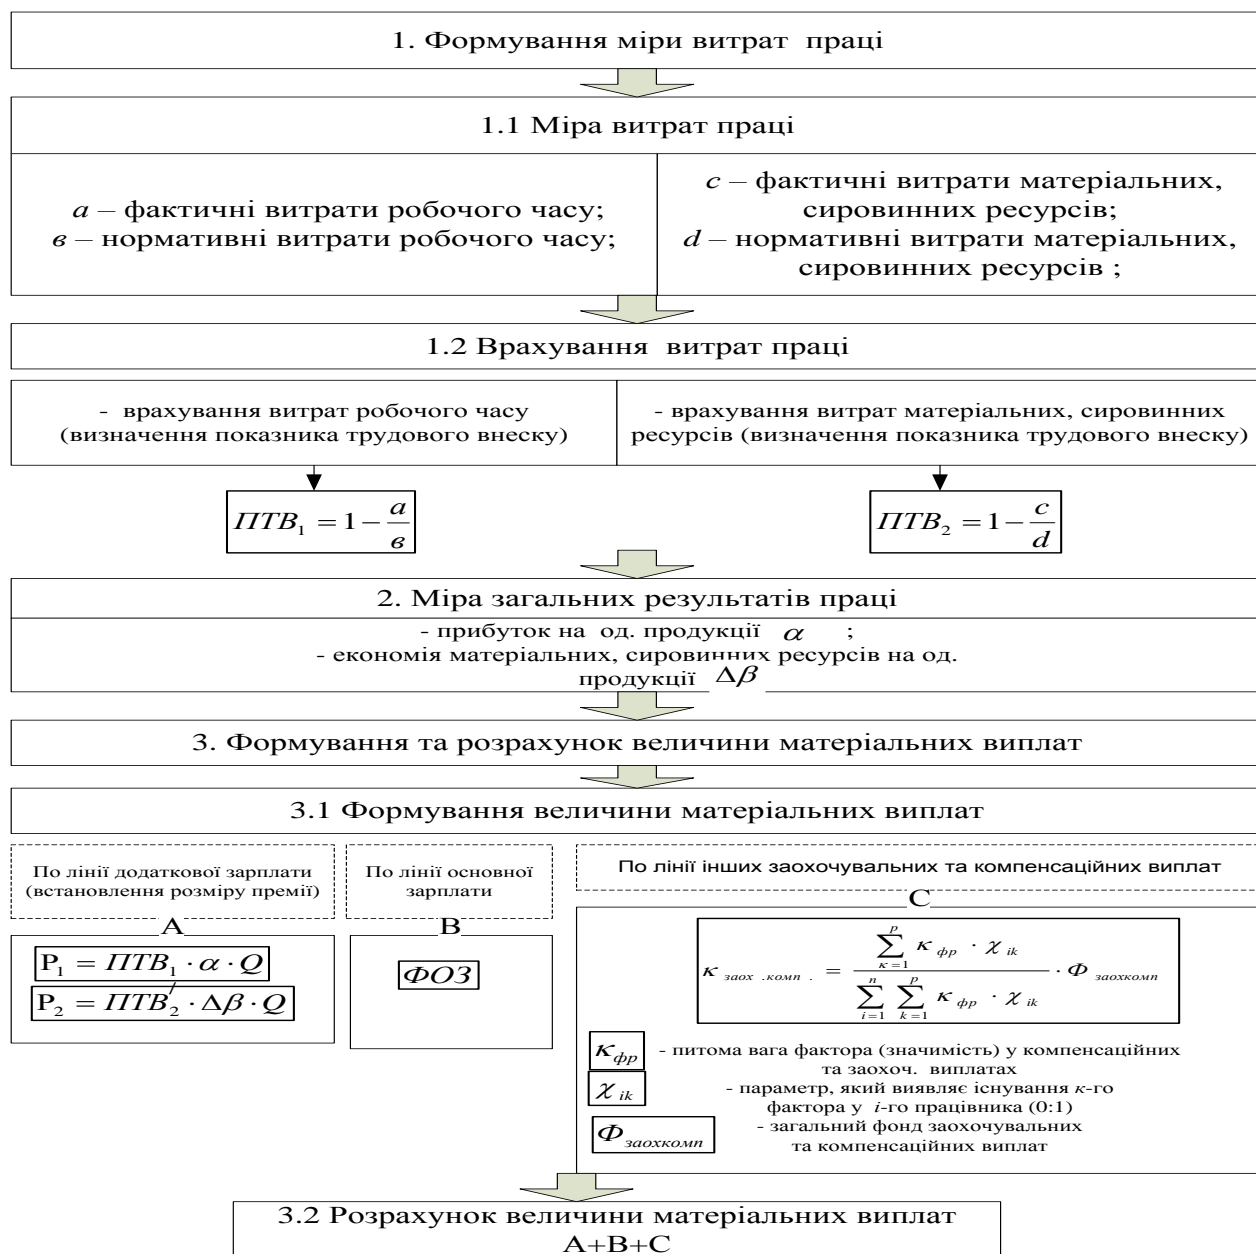 1. Формування міри витрат праці
1.1 Міра витрат праці
а – фактичні витрати робочого часу;
в – нормативні витрати робочого часу;
с – фактичні витрати матеріальних,
сировинних ресурсів;
d – нормативні витрати матеріальних,
сировинних ресурсів ;
1.2 Врахування витрат праці
- врахування витрат робочого часу
(визначення показника трудового внеску)
- врахування витрат матеріальних, сировинних
ресурсів (визначення показника трудового внеску)
ПТВ₁ = 1 − а/в
ПТВ₂ = 1 − c/d
2. Міра загальних результатів праці
- прибуток на од. продукції α ;
- економія матеріальних, сировинних ресурсів на од.
продукції Δβ
3. Формування та розрахунок величини матеріальних виплат
3.1 Формування величини матеріальних виплат
По лінії додаткової зарплати
(встановлення розміру премії)
А
P₁ = ПТВ₁ · α · Q
P₂ = ПТВ₂ · Δβ · Q
По лінії основної
зарплати
В
ФОЗ
По лінії інших заохочувальних та компенсаційних виплат
С
κ заох .комп . = (∑ κ=1 p κ фр · χ ik) / (∑ i=1 n ∑ k=1 p κ фр · χ ik) · Φ заохкомп
κ фр - питома вага фактора (значимість) у компенсаційних
та заохоч. виплатах
χ ik - параметр, який виявляє існування к-го
фактора у і-го працівника (0:1)
Φ заохкомп - загальний фонд заохочувальних
та компенсаційних виплат
3.2 Розрахунок величини матеріальних виплат
А+В+С